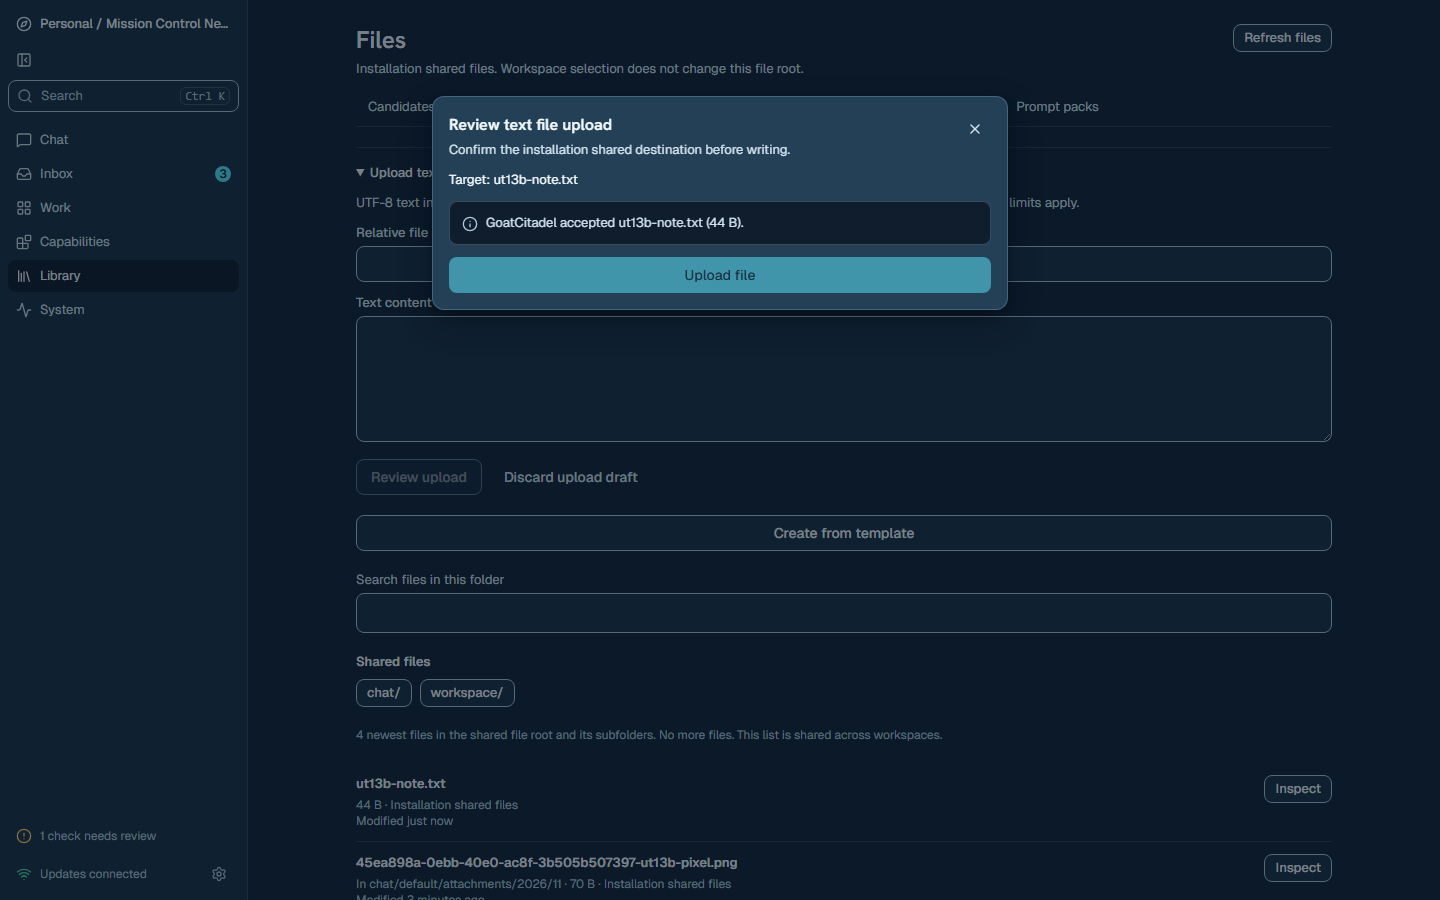 Personal / Mission Control Ne...
Search
Ctrl K
Chat
Inbox
3
Work
Capabilities
Library
System
1 check needs review
Updates connected
Files
Refresh files
Installation shared files. Workspace selection does not change this file root.
Candidates
Prompt packs
Review text file upload
Confirm the installation shared destination before writing.
Target: ut13b-note.txt
GoatCitadel accepted ut13b-note.txt (44 B).
Upload file
Upload tex
UTF-8 text in
limits apply.
Relative file
Text content
Review upload
Discard upload draft
Create from template
Search files in this folder
Shared files
chat/
workspace/
4 newest files in the shared file root and its subfolders. No more files. This list is shared across workspaces.
ut13b-note.txt
44 B · Installation shared files
Modified just now
Inspect
45ea898a-0ebb-40e0-ac8f-3b505b507397-ut13b-pixel.png
In chat/default/attachments/2026/11 · 70 B · Installation shared files
Modified 3 minutes ago
Inspect